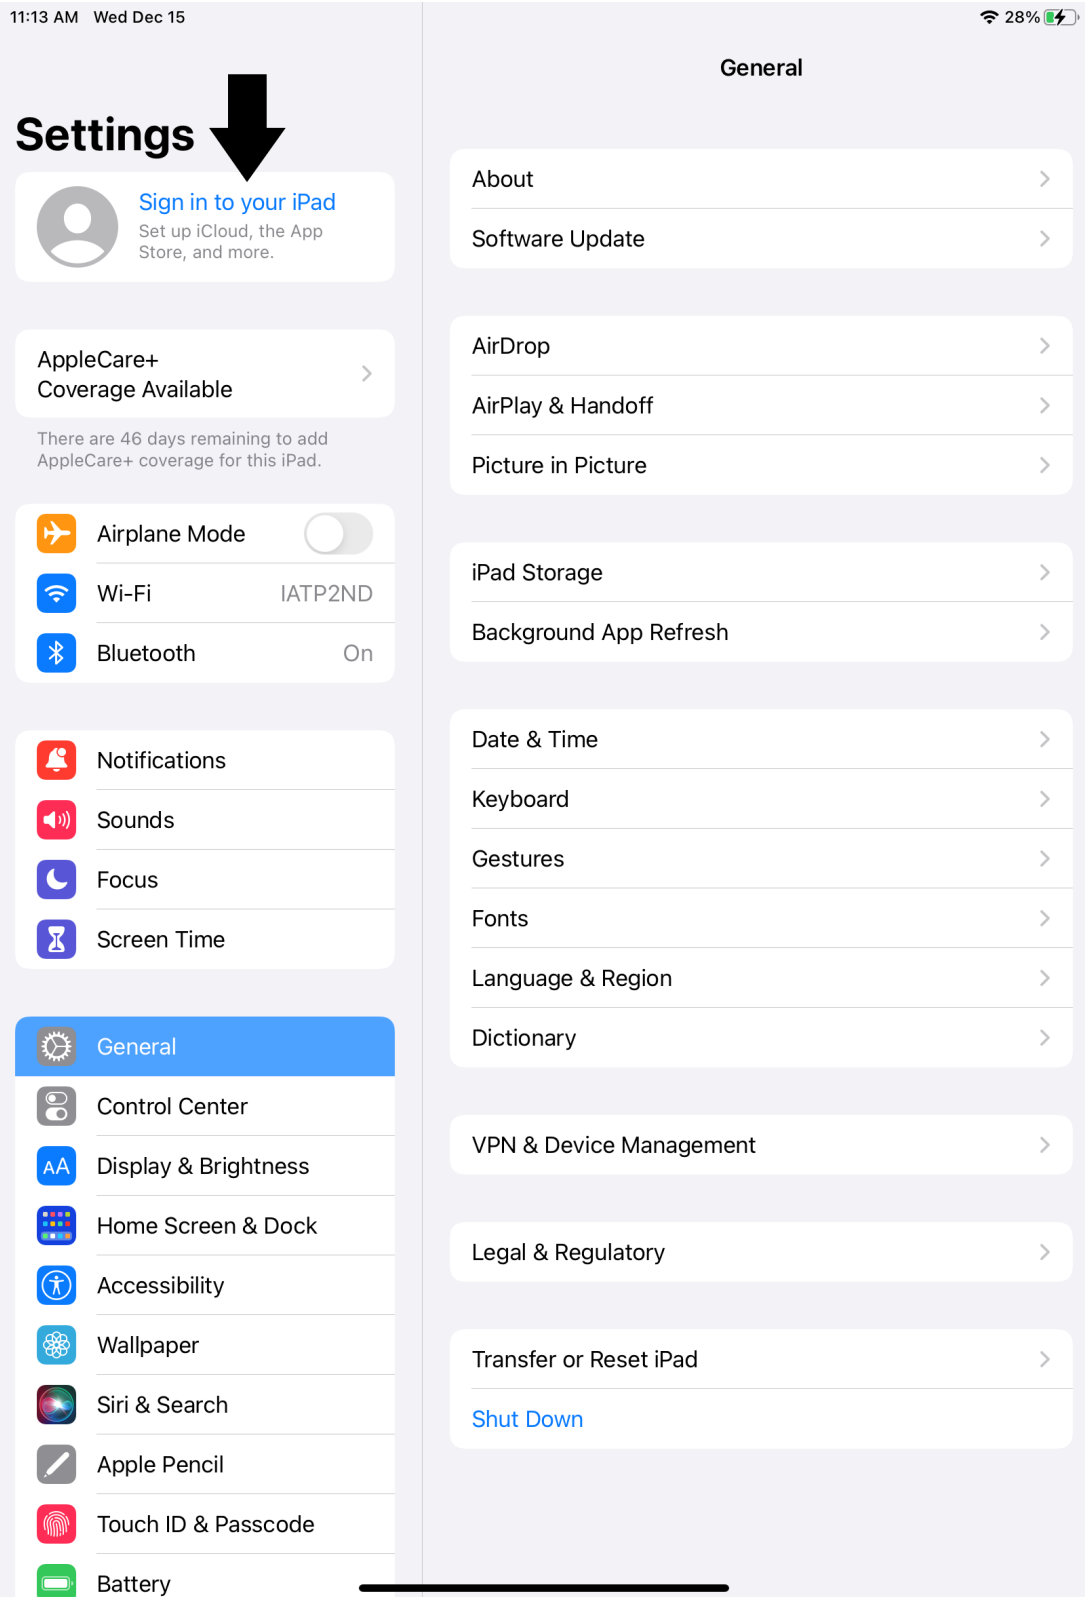 11:13 AM Wed Dec 15
28%
Settings
Sign in to your iPad
Set up iCloud, the App
Store, and more.
AppleCare+
Coverage Available
There are 46 days remaining to add
AppleCare+ coverage for this iPad.
Airplane Mode
Wi-Fi IATP2ND
Bluetooth On
Notifications
Sounds
Focus
Screen Time
General
Control Center
AA Display & Brightness
Home Screen & Dock
Accessibility
Wallpaper
Siri & Search
Apple Pencil
Touch ID & Passcode
Battery
General
About
Software Update
AirDrop
AirPlay & Handoff
Picture in Picture
iPad Storage
Background App Refresh
Date & Time
Keyboard
Gestures
Fonts
Language & Region
Dictionary
VPN & Device Management
Legal & Regulatory
Transfer or Reset iPad
Shut Down